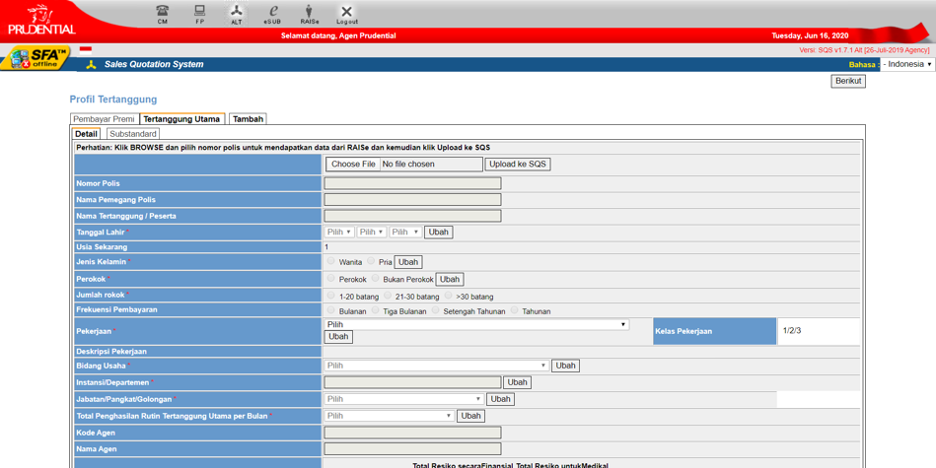 CM FP ALT eSUB RAISe Logout
PRUDENTIAL
Selamat datang, Agen Prudential Tuesday, Jun 16, 2020
SFA™ offline
Versi: SQS v1.7.1 Alt [26-Juli-2019 Agency]
Sales Quotation System Bahasa : - Indonesia
Berikut
Profil Tertanggung
Pembayar Premi Tertanggung Utama Tambah
Detail Substandard
Perhatian: Klik BROWSE dan pilih nomor polis untuk mendapatkan data dari RAISe dan kemudian klik Upload ke SQS
Choose File No file chosen Upload ke SQS
Nomor Polis
Nama Pemegang Polis
Nama Tertanggung / Peserta
Tanggal Lahir * Pilih Pilih Pilih Ubah
Usia Sekarang 1
Jenis Kelamin * Wanita Pria Ubah
Perokok * Perokok Bukan Perokok Ubah
Jumlah rokok * 1-20 batang 21-30 batang >30 batang
Frekuensi Pembayaran Bulanan Tiga Bulanan Setengah Tahunan Tahunan
Pekerjaan * Pilih Ubah Kelas Pekerjaan 1/2/3
Deskripsi Pekerjaan
Bidang Usaha * Pilih Ubah
Instansi/Departemen * Ubah
Jabatan/Pangkat/Golongan * Pilih Ubah
Total Penghasilan Rutin Tertanggung Utama per Bulan * Pilih Ubah
Kode Agen
Nama Agen
Total Resiko secaraFinansial Total Resiko untukMedikal